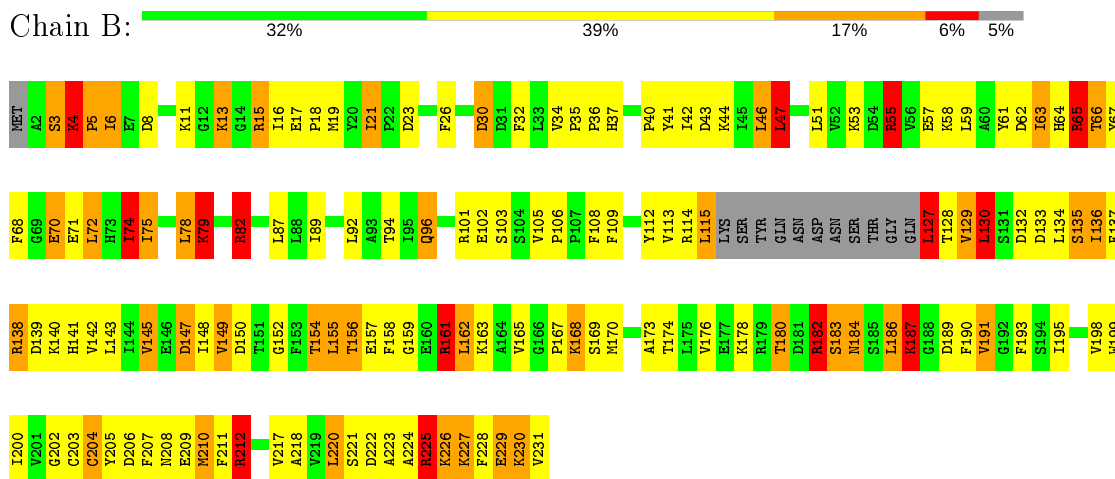 Chain B:
32% 39% 17% 6% 5%
MET A2 S3 K4 P5 I6 E7 D8 K11 G12 K13 G14 R15 I16 E17 P18 M19 Y20 I21 P22 D23 F26 D30 D31 F32 L33 V34 P35 P36 H37 P40 Y41 I42 D43 K44 I45 L46 L47 L51 V52 K53 D54 R55 V56 E57 K58 L59 A60 Y61 D62 I63 H64 R65 T66 Y67
F68 G69 E70 E71 L72 H73 I74 I75 L78 K79 R82 L87 L88 I89 L92 A93 T94 I95 Q96 R101 E102 S103 S104 V105 P106 P107 F108 F109 Y112 V113 R114 L115 LYS SER TYR GLN ASN ASP ASN SER THR GLY GLN L127 T128 V129 L130 S131 D132 D133 L134 S135 I136 F137
R138 D139 K140 H141 V142 L143 I144 V145 E146 D147 I148 V149 D150 T151 G152 F153 T154 L155 T156 E157 F158 G159 E160 R161 L162 K163 A164 V165 G166 P167 K168 S169 M170 A173 T174 L175 V176 E177 K178 R179 T180 D181 R182 S183 N184 S185 L186 K187 G188 D189 F190 V191 G192 F193 S194 I195 V198 W199
I200 V201 G202 C203 C204 Y205 D206 F207 N208 E209 M210 F211 R212 V217 A218 V219 L220 S221 D222 A223 A224 R225 K226 K227 F228 E229 K230 V231